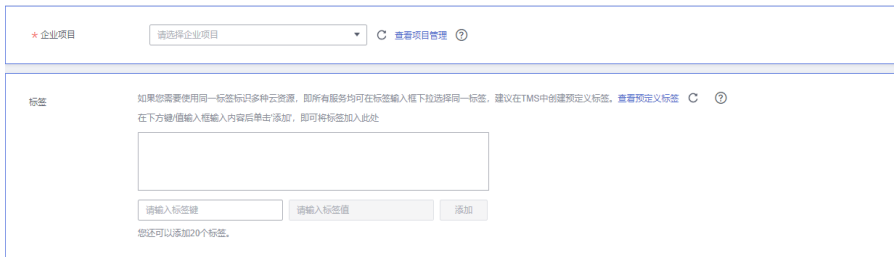 * 企业项目 请选择企业项目 查看项目管理 ?
标签 如果您需要使用同一标签标识多种云资源，即所有服务均可在标签输入框下拉选择同一标签，建议在TMS中创建预定义标签。查看预定义标签 ?
在下方键/值输入框输入内容后单击'添加'，即可将标签加入此处
请输入标签键 请输入标签值 添加
您还可以添加20个标签。